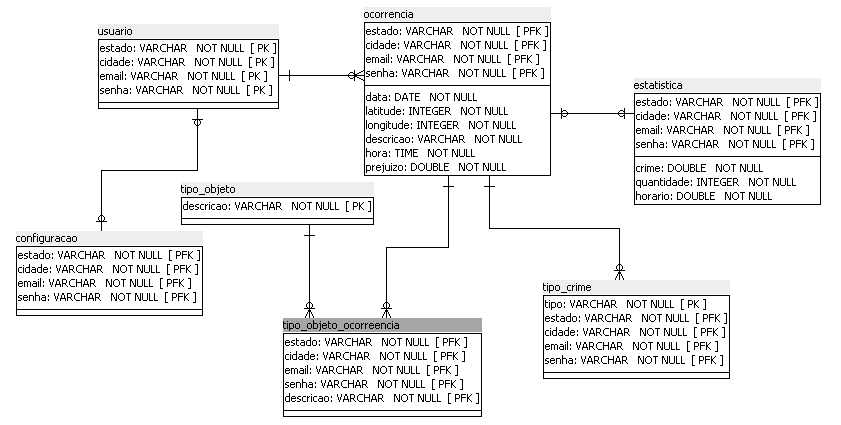 usuario
estado: VARCHAR NOT NULL [ PK ]
cidade: VARCHAR NOT NULL [ PK ]
email: VARCHAR NOT NULL [ PK ]
senha: VARCHAR NOT NULL [ PK ]
ocorrencia
estado: VARCHAR NOT NULL [ PFK ]
cidade: VARCHAR NOT NULL [ PFK ]
email: VARCHAR NOT NULL [ PFK ]
senha: VARCHAR NOT NULL [ PFK ]
data: DATE NOT NULL
latitude: INTEGER NOT NULL
longitude: INTEGER NOT NULL
descricao: VARCHAR NOT NULL
hora: TIME NOT NULL
prejuizo: DOUBLE NOT NULL
estatistica
estado: VARCHAR NOT NULL [ PFK ]
cidade: VARCHAR NOT NULL [ PFK ]
email: VARCHAR NOT NULL [ PFK ]
senha: VARCHAR NOT NULL [ PFK ]
crime: DOUBLE NOT NULL
quantidade: INTEGER NOT NULL
horario: DOUBLE NOT NULL
tipo_objeto
descricao: VARCHAR NOT NULL [ PK ]
configuracao
estado: VARCHAR NOT NULL [ PFK ]
cidade: VARCHAR NOT NULL [ PFK ]
email: VARCHAR NOT NULL [ PFK ]
senha: VARCHAR NOT NULL [ PFK ]
tipo_objeto_ocorreencia
estado: VARCHAR NOT NULL [ PFK ]
cidade: VARCHAR NOT NULL [ PFK ]
email: VARCHAR NOT NULL [ PFK ]
senha: VARCHAR NOT NULL [ PFK ]
descricao: VARCHAR NOT NULL [ PFK ]
tipo_crime
tipo: VARCHAR NOT NULL [ PK ]
estado: VARCHAR NOT NULL [ PFK ]
cidade: VARCHAR NOT NULL [ PFK ]
email: VARCHAR NOT NULL [ PFK ]
senha: VARCHAR NOT NULL [ PFK ]